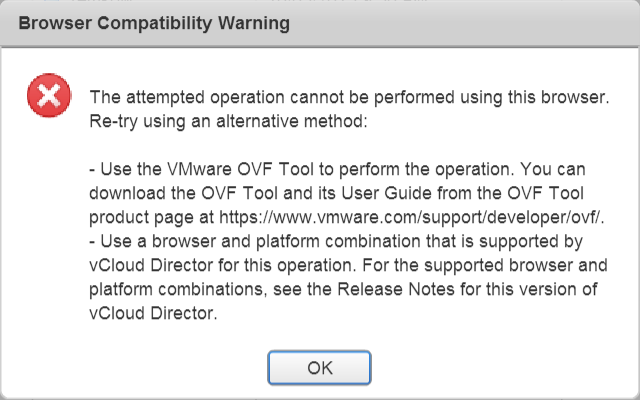 Browser Compatibility Warning
The attempted operation cannot be performed using this browser.
Re-try using an alternative method:
- Use the VMware OVF Tool to perform the operation. You can
download the OVF Tool and its User Guide from the OVF Tool
product page at https://www.vmware.com/support/developer/ovf/.
- Use a browser and platform combination that is supported by
vCloud Director for this operation. For the supported browser and
platform combinations, see the Release Notes for this version of
vCloud Director.
OK